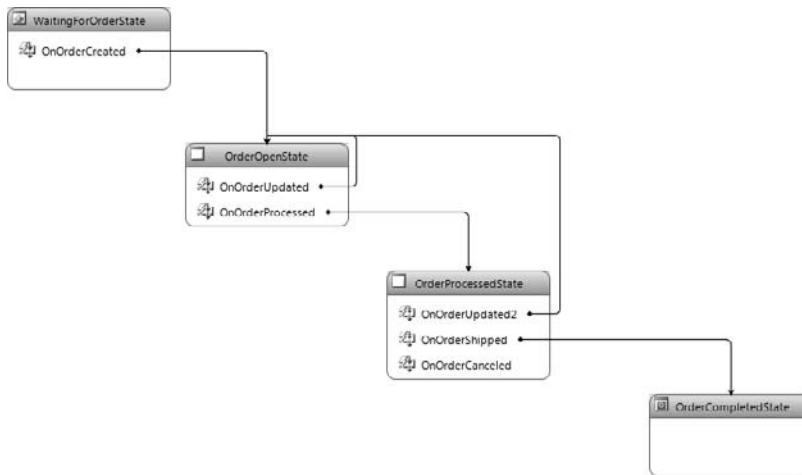 WaitingForOrderState
OnOrderCreated
OrderOpenState
OnOrderUpdated
OnOrderProcessed
OrderProcessedState
OnOrderUpdated2
OnOrderShipped
OnOrderCanceled
OrderCompletedState